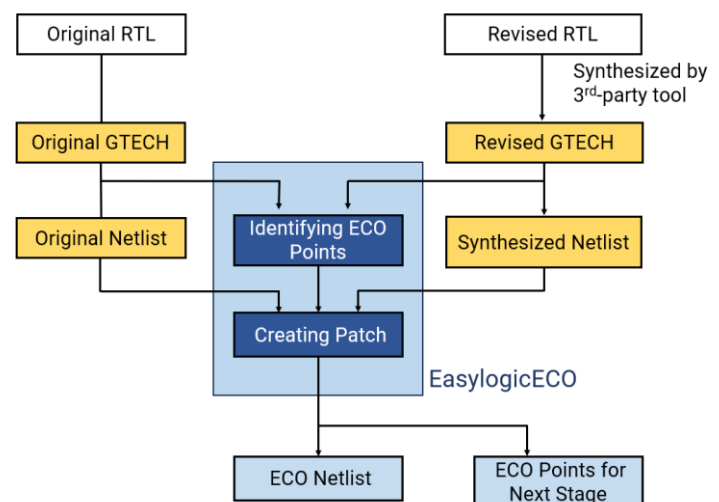 Original RTL
Revised RTL
Synthesized by
3rd-party tool
Original GTECH
Revised GTECH
Original Netlist
Identifying ECO
Points
Synthesized Netlist
Creating Patch
EasylogicECO
ECO Netlist
ECO Points for
Next Stage